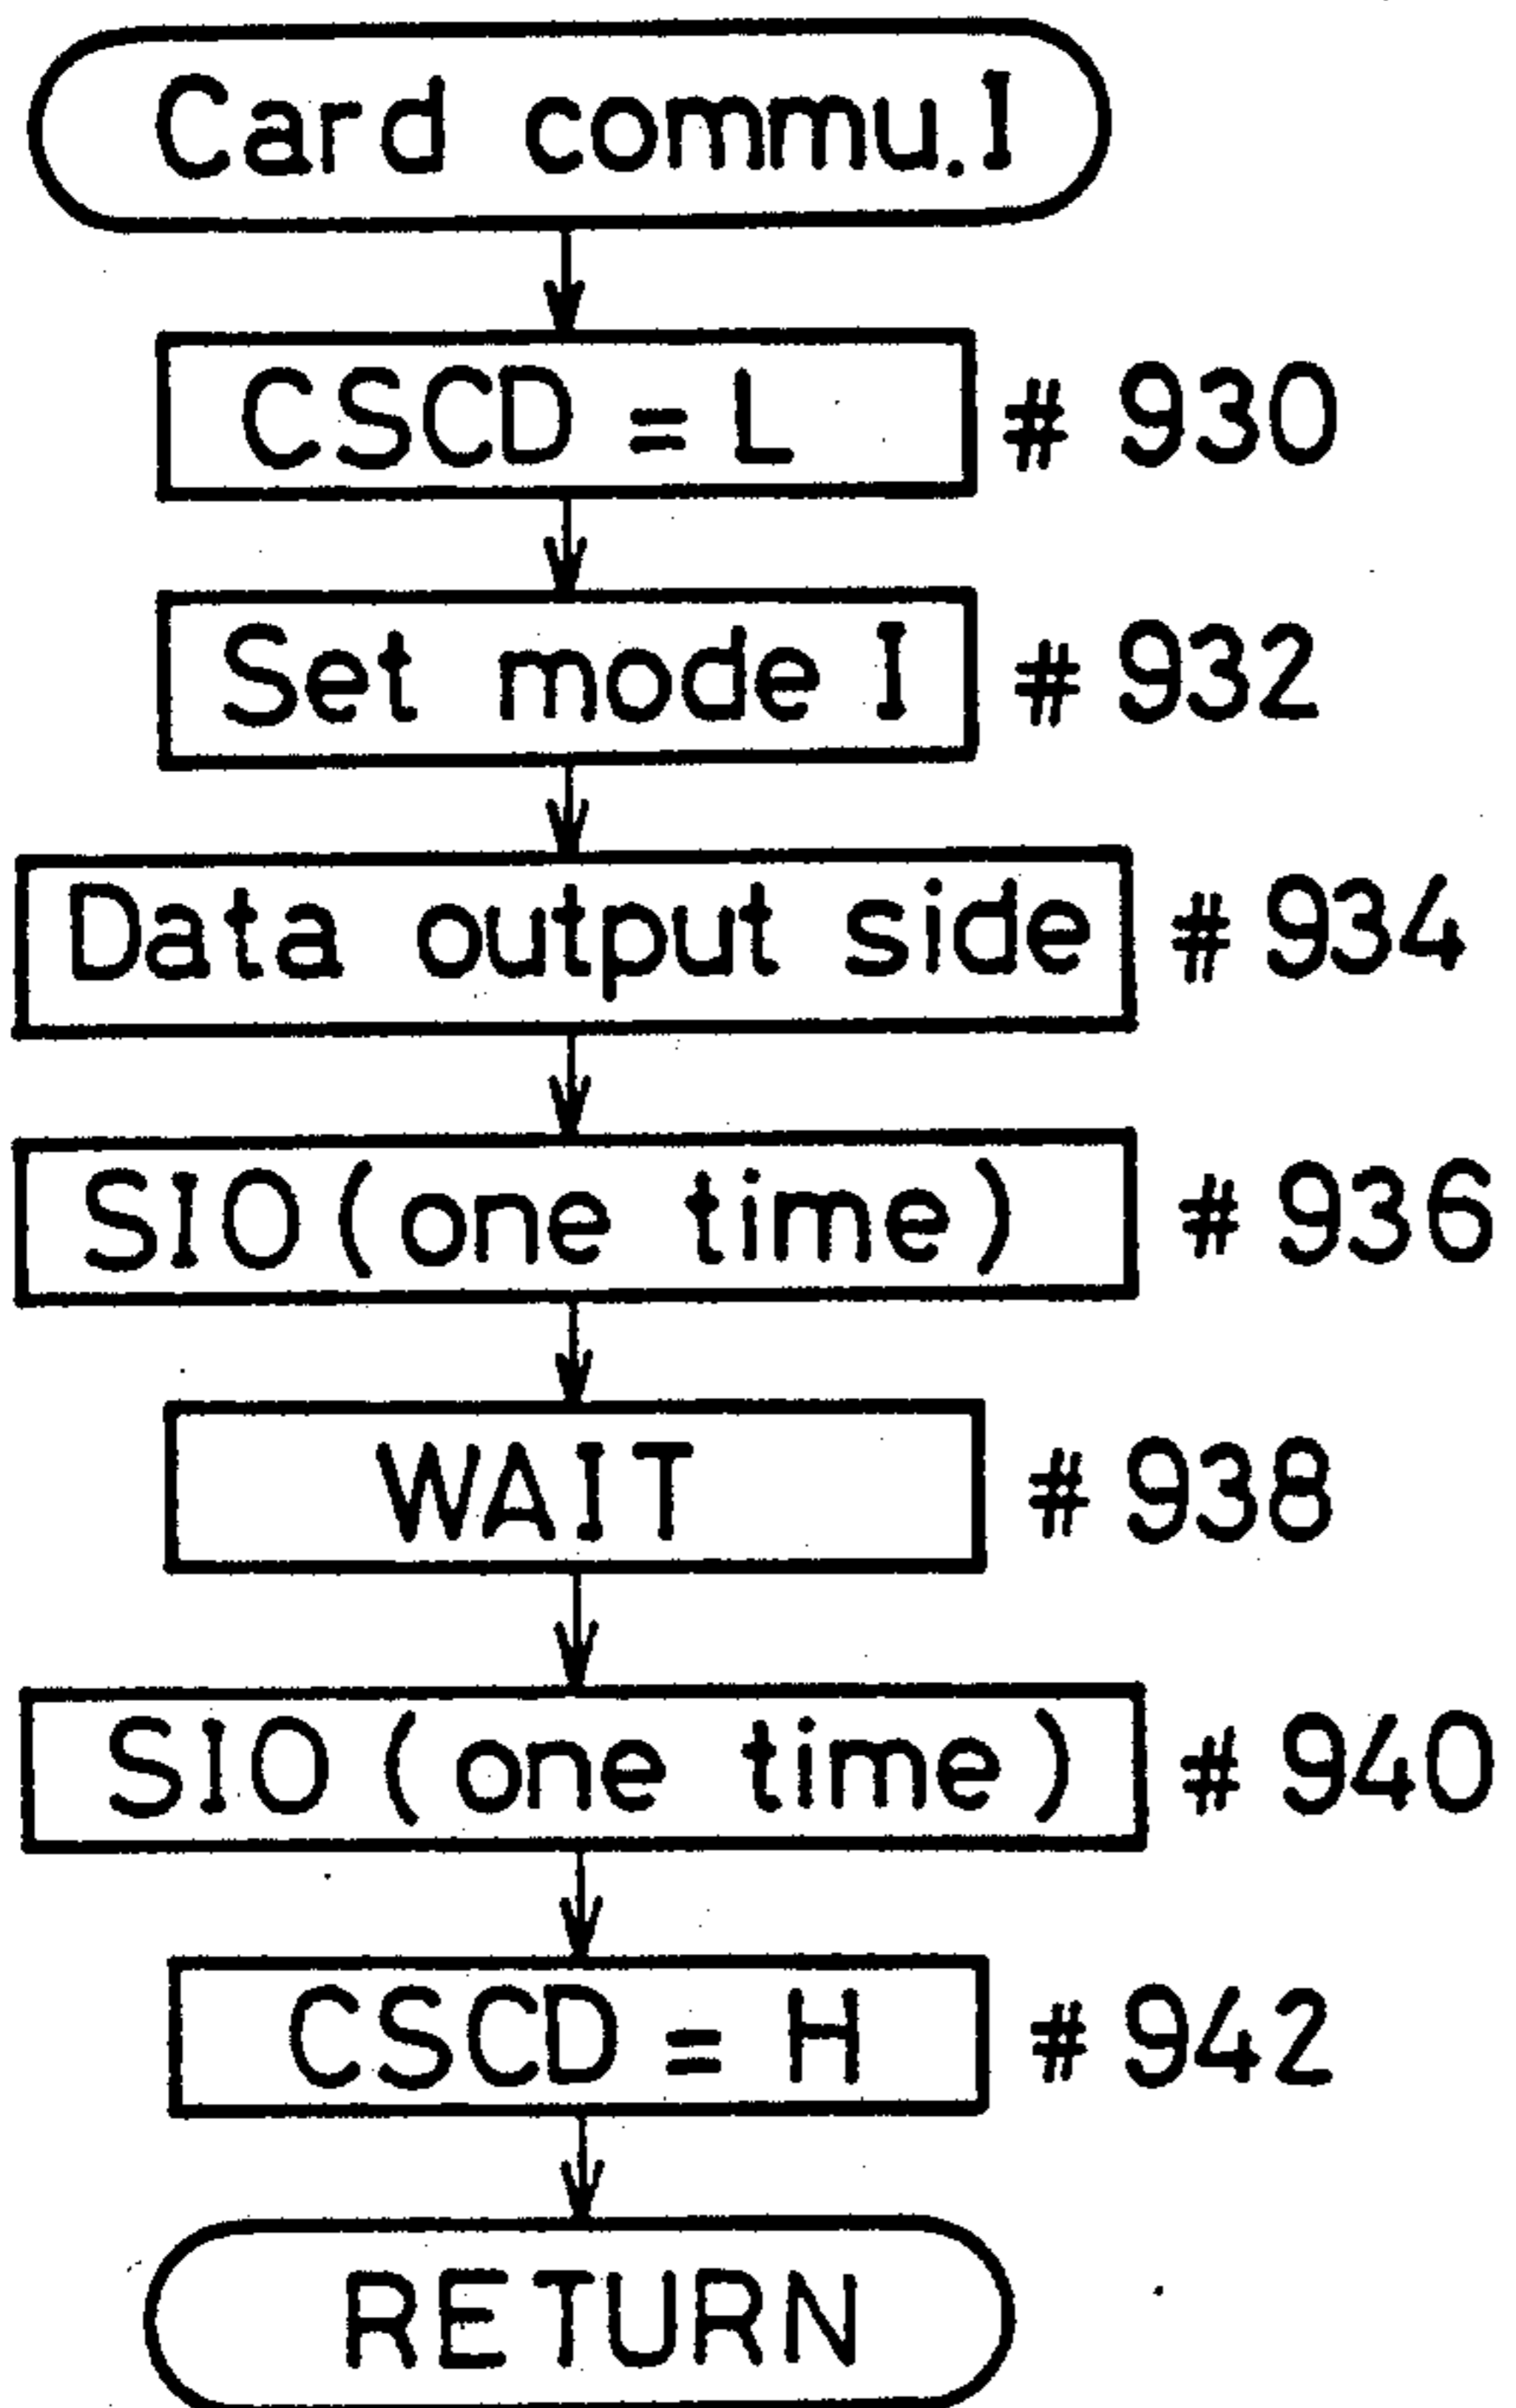 Card commu.I
CSCD = L # 930
Set mode I # 932
Data output side # 934
SIO (one time) # 936
WAIT # 938
SIO (one time) # 940
CSCD = H # 942
RETURN